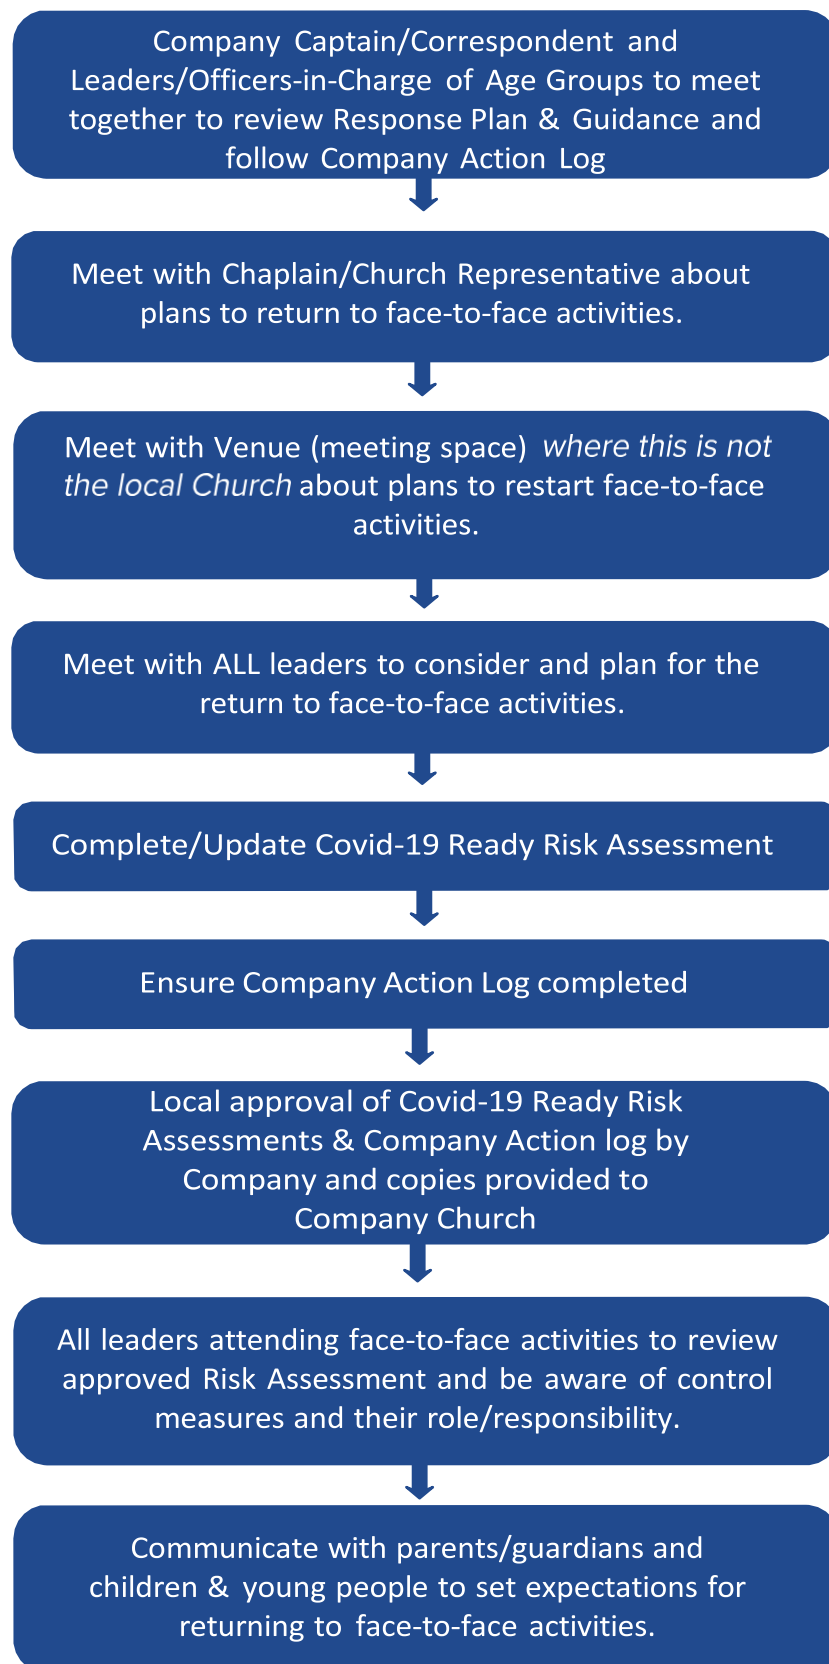 Company Captain/Correspondent and
Leaders/Officers-in-Charge of Age Groups to meet
together to review Response Plan & Guidance and
follow Company Action Log
Meet with Chaplain/Church Representative about
plans to return to face-to-face activities.
Meet with Venue (meeting space) where this is not
the local Church about plans to restart face-to-face
activities.
Meet with ALL leaders to consider and plan for the
return to face-to-face activities.
Complete/Update Covid-19 Ready Risk Assessment
Ensure Company Action Log completed
Local approval of Covid-19 Ready Risk
Assessments & Company Action log by
Company and copies provided to
Company Church
All leaders attending face-to-face activities to review
approved Risk Assessment and be aware of control
measures and their role/responsibility.
Communicate with parents/guardians and
children & young people to set expectations for
returning to face-to-face activities.